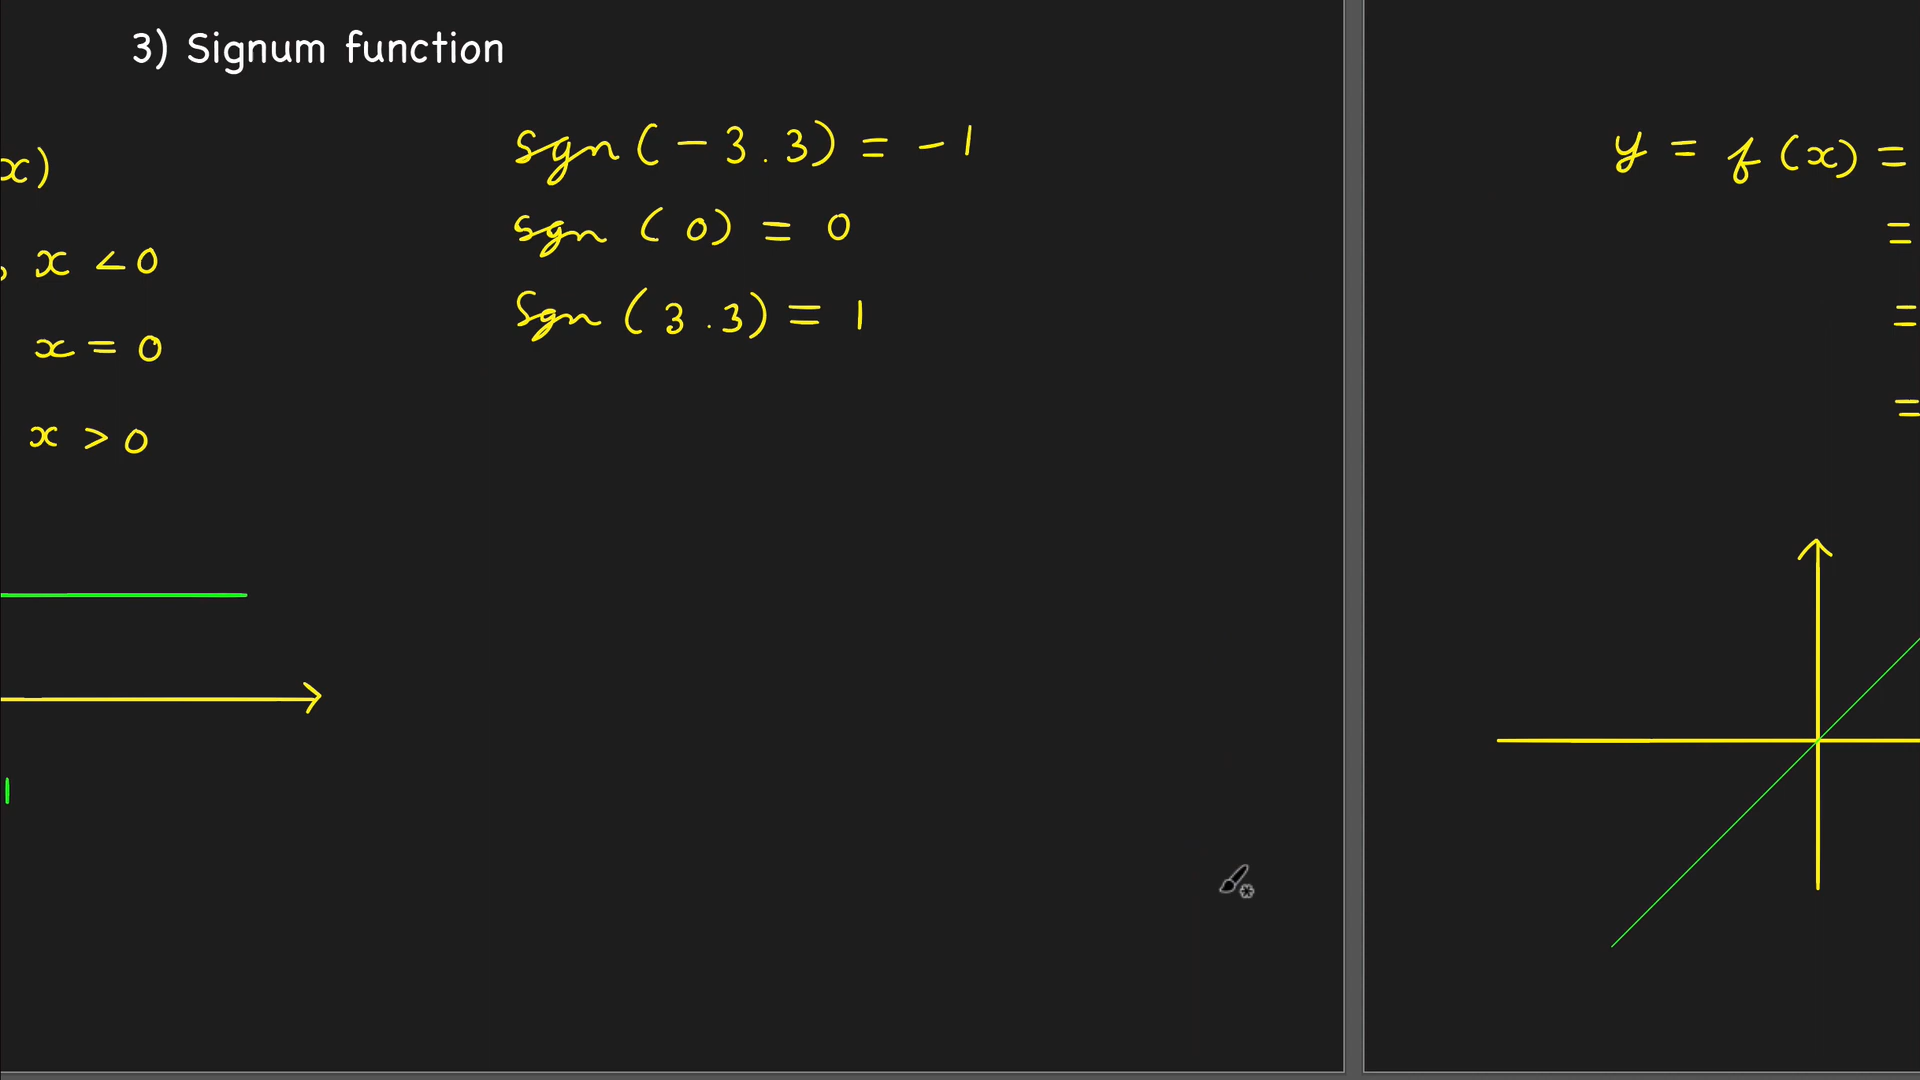 3) Signum function
x)
, x < 0
x = 0
x > 0
sgn (- 3.3) = - 1
sgn (0) = 0
Sgn (3.3) = 1
y = f (x) =
=
=
=